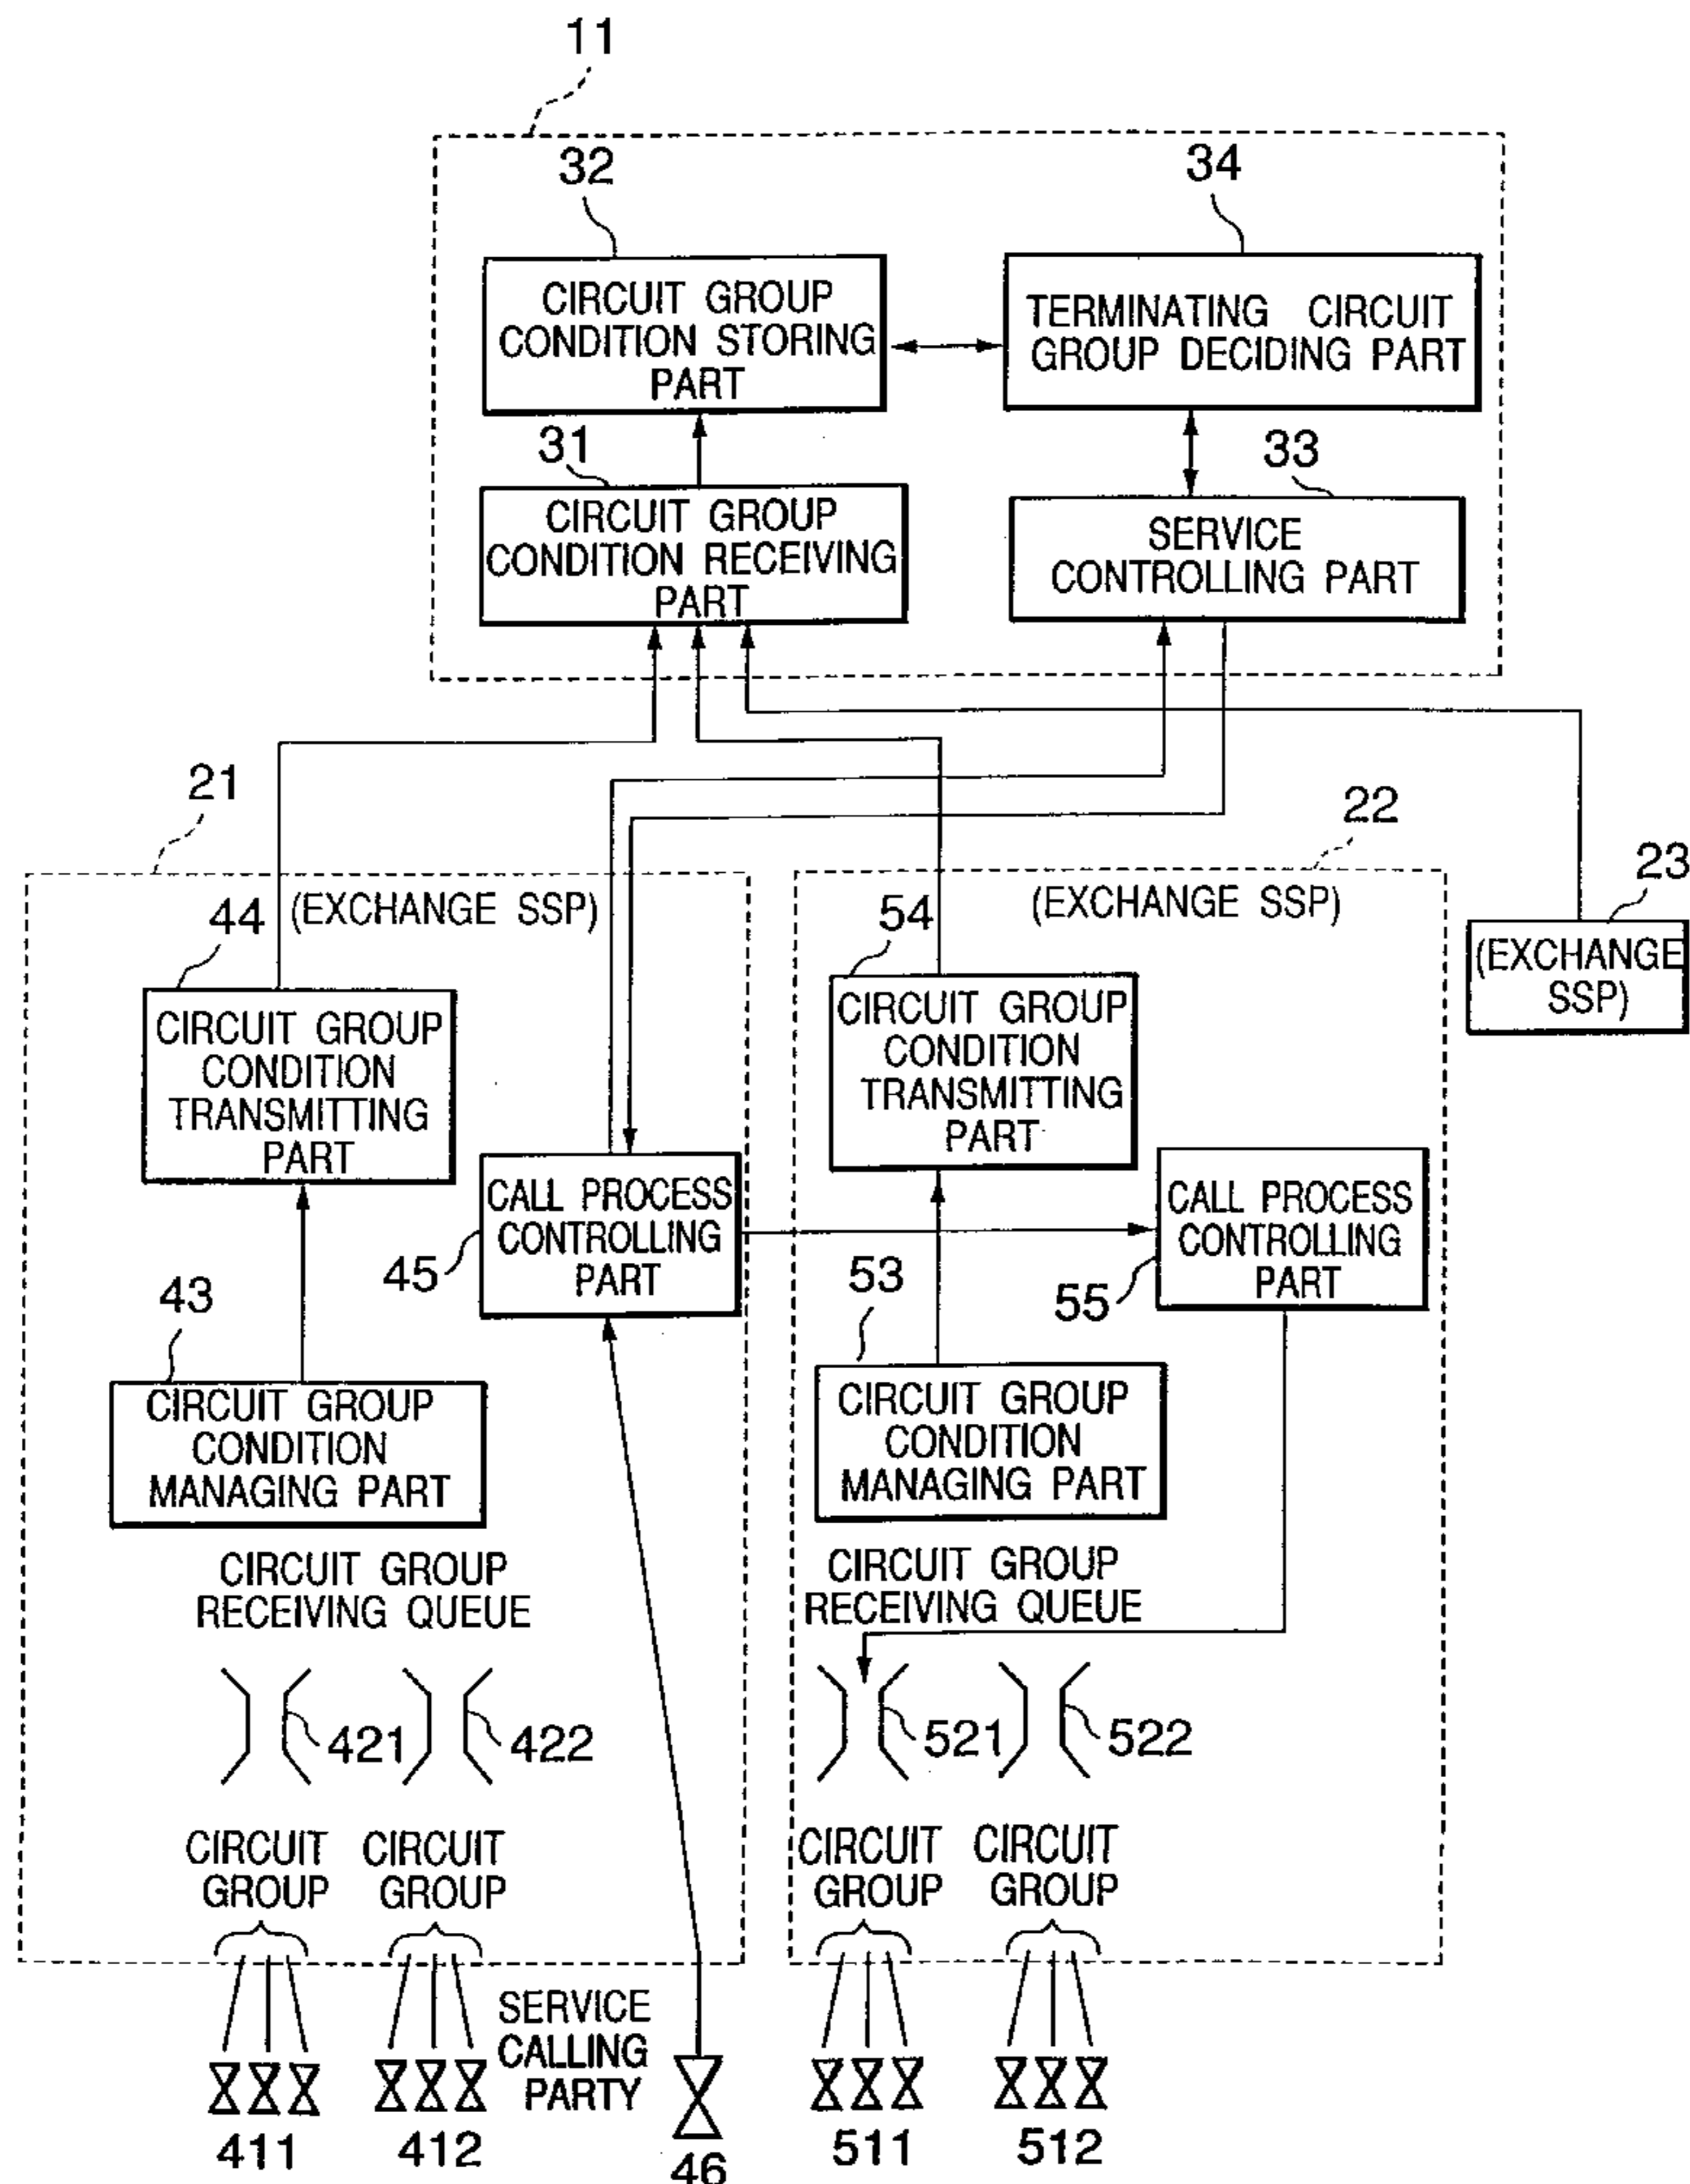 11
32
34
CIRCUIT GROUP
CONDITION STORING
PART
TERMINATING CIRCUIT
GROUP DECIDING PART
31
33
CIRCUIT GROUP
CONDITION RECEIVING
PART
SERVICE
CONTROLLING PART
21
22
23
44
(EXCHANGE SSP)
54
(EXCHANGE SSP)
(EXCHANGE
SSP)
CIRCUIT GROUP
CONDITION
TRANSMITTING
PART
CIRCUIT GROUP
CONDITION
TRANSMITTING
PART
CALL PROCESS
CONTROLLING
PART
45
CALL PROCESS
CONTROLLING
PART
55
43
53
CIRCUIT GROUP
CONDITION
MANAGING PART
CIRCUIT GROUP
CONDITION
MANAGING PART
CIRCUIT GROUP
RECEIVING QUEUE
CIRCUIT GROUP
RECEIVING QUEUE
421
422
521
522
CIRCUIT
GROUP
CIRCUIT
GROUP
CIRCUIT
GROUP
CIRCUIT
GROUP
SERVICE
CALLING
PARTY
411
412
46
511
512